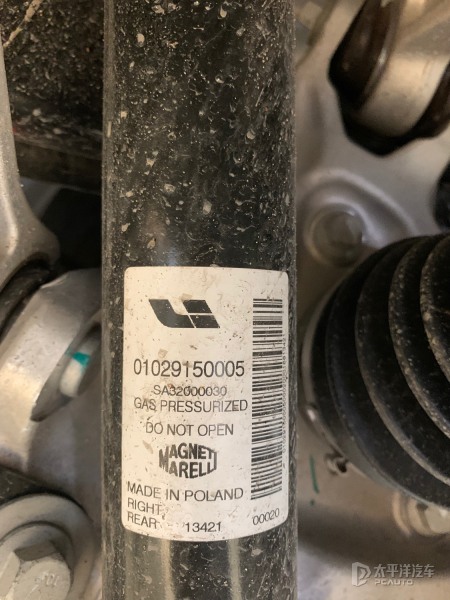 01029150005
SA32000030
GAS PRESSURIZED
DO NOT OPEN
MAGNETI
MARELLI
MADE IN POLAND
RIGHT
REAR 13421
00020
太平洋汽车
PCAUTO